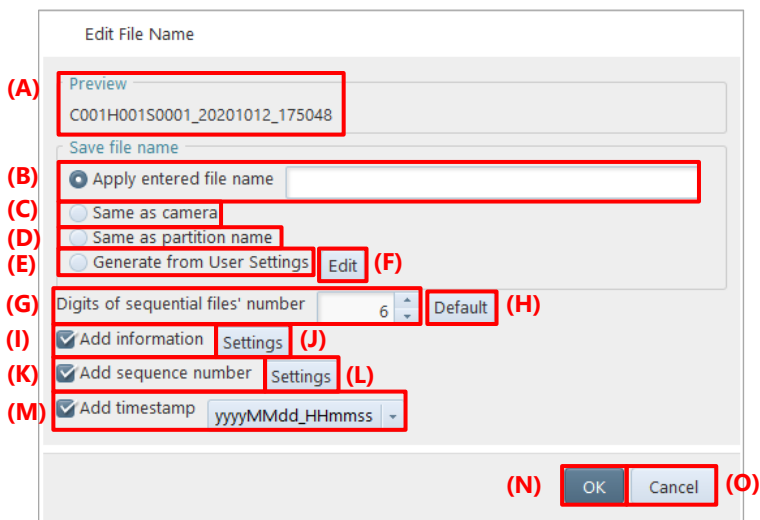 Edit File Name
(A) Preview
C001H001S0001_20201012_175048
Save file name
(B) Apply entered file name
(C) Same as camera
(D) Same as partition name
(E) Generate from User Settings Edit (F)
(G) Digits of sequential files' number 6 Default (H)
(I) Add information Settings (J)
(K) Add sequence number Settings (L)
(M) Add timestamp yyyyMMdd_HHmmss
(N) OK Cancel (O)